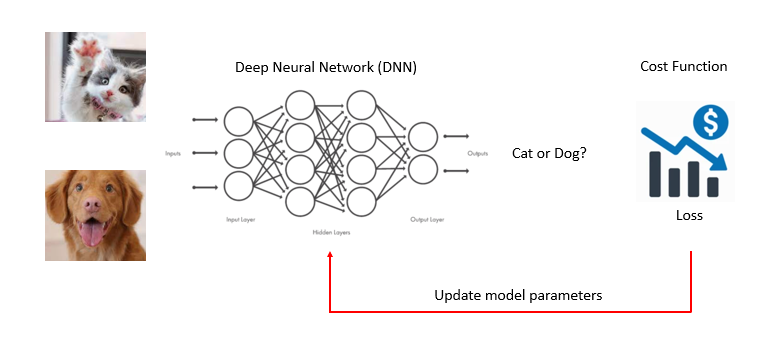 Deep Neural Network (DNN)
Cost Function
Inputs
Outputs
Cat or Dog?
Input Layer
Hidden Layers
Output Layer
$
Loss
Update model parameters